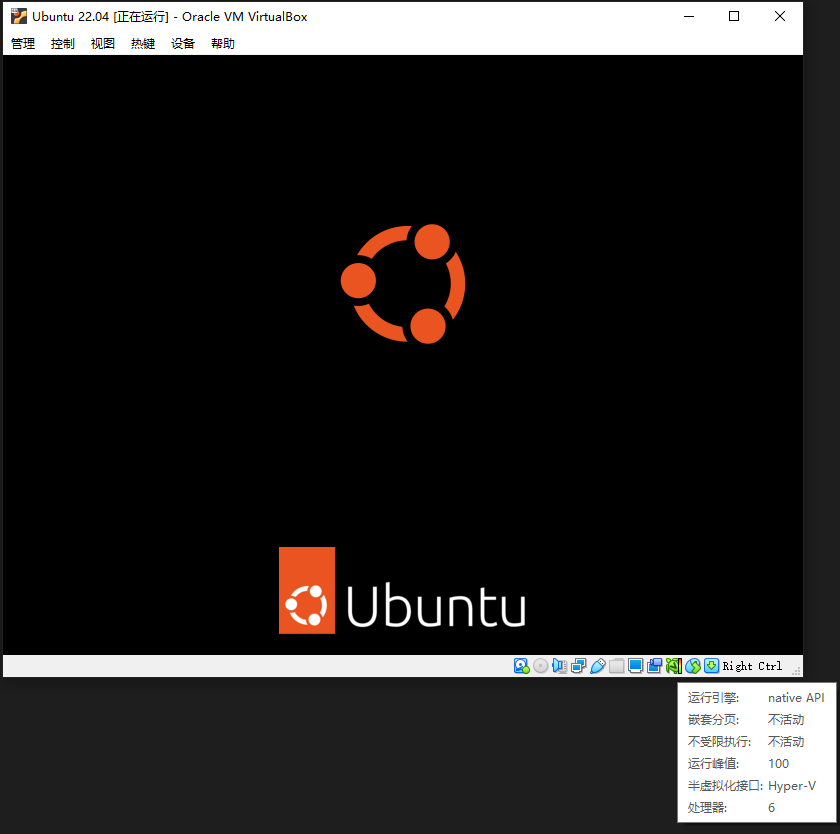 Ubuntu 22.04 [正在运行] - Oracle VM VirtualBox
管理 控制 视图 热键 设备 帮助
Ubuntu
Right Ctrl
运行引擎: native API
嵌套分页: 不活动
不受限执行: 不活动
运行峰值: 100
半虚拟化接口: Hyper-V
处理器: 6